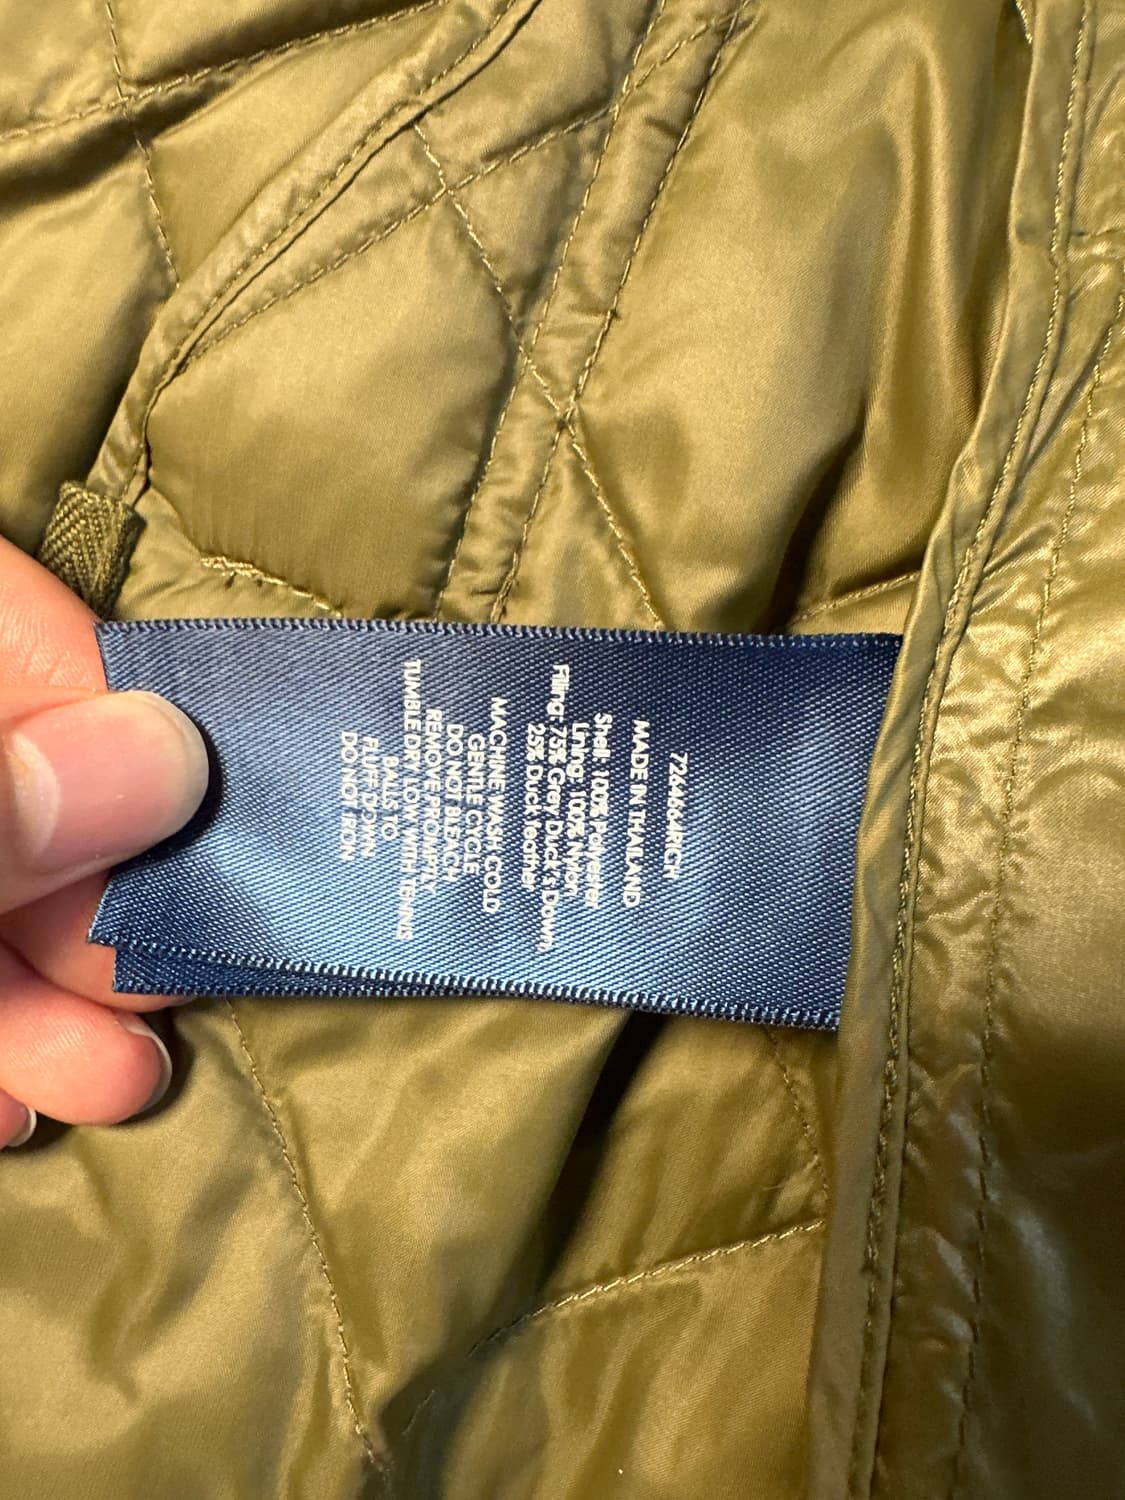 MADE IN THAILAND
Shell: 100% Polyester
Lining: 100% Nylon
Filling: 75% Grey Duck's Down,
25% Duck feather
MACHINE WASH COLD
GENTLE CYCLE
DO NOT BLEACH
REMOVE PROMPTLY
TUMBLE DRY LOW WITH TENNIS
BALLS TO
FLUFF DOWN
DO NOT IRON